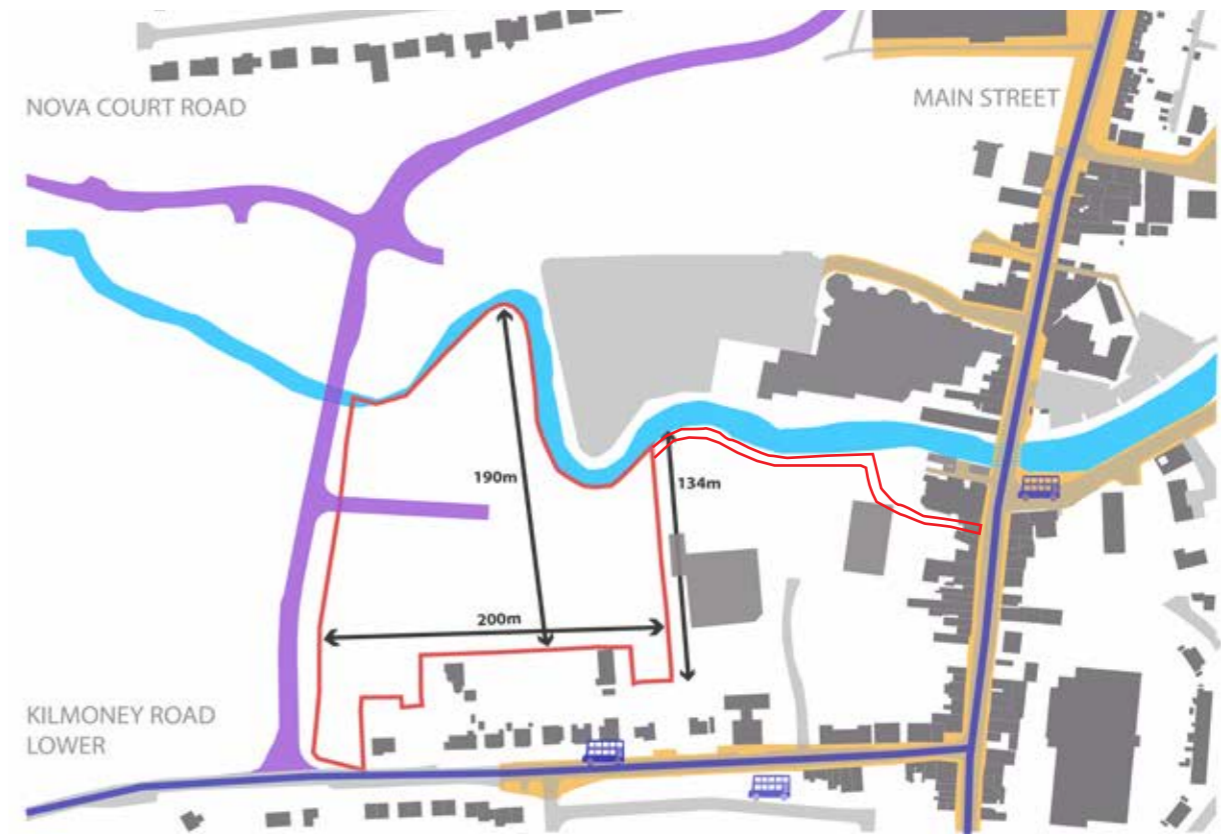 NOVA COURT ROAD
MAIN STREET
190m
134m
200m
KILMONEY ROAD
LOWER